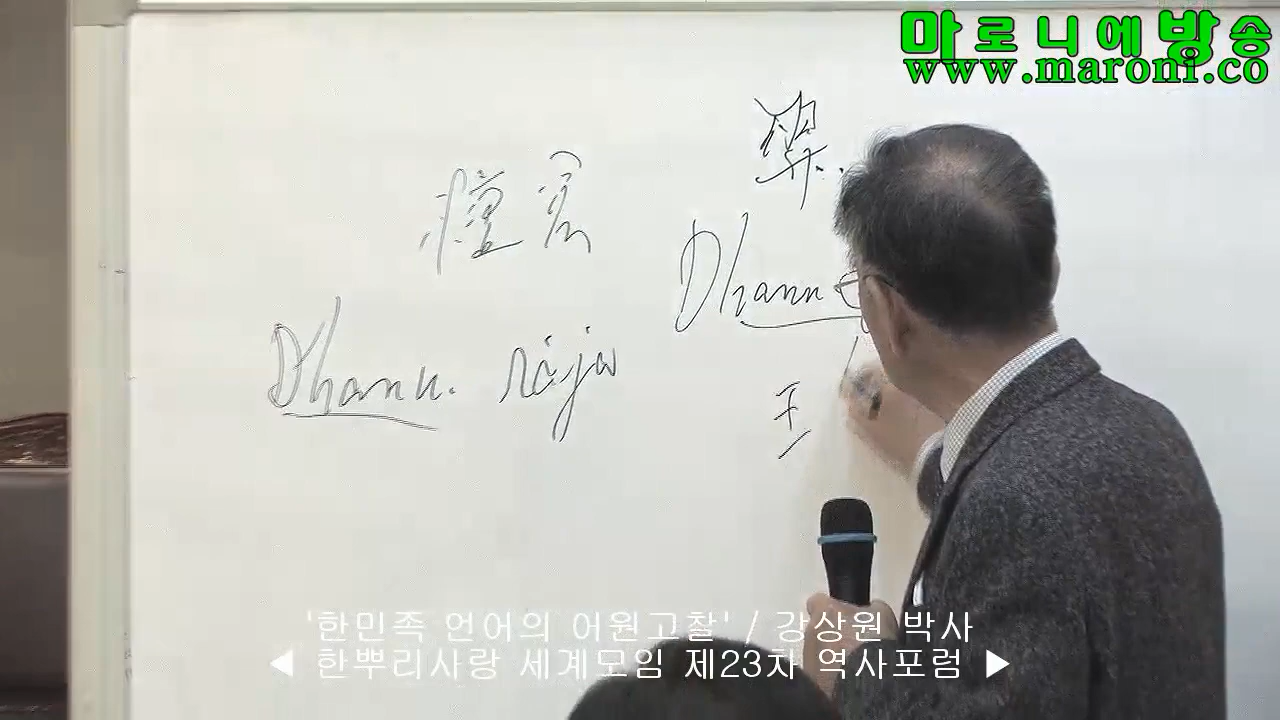 마로니에방송
www.maroni.co
檀君
Dhanu. raja
王
'한민족 언어의 어원고찰' / 강상원 박사
◀ 한뿌리사랑 세계모임 제23차 역사포럼 ▶